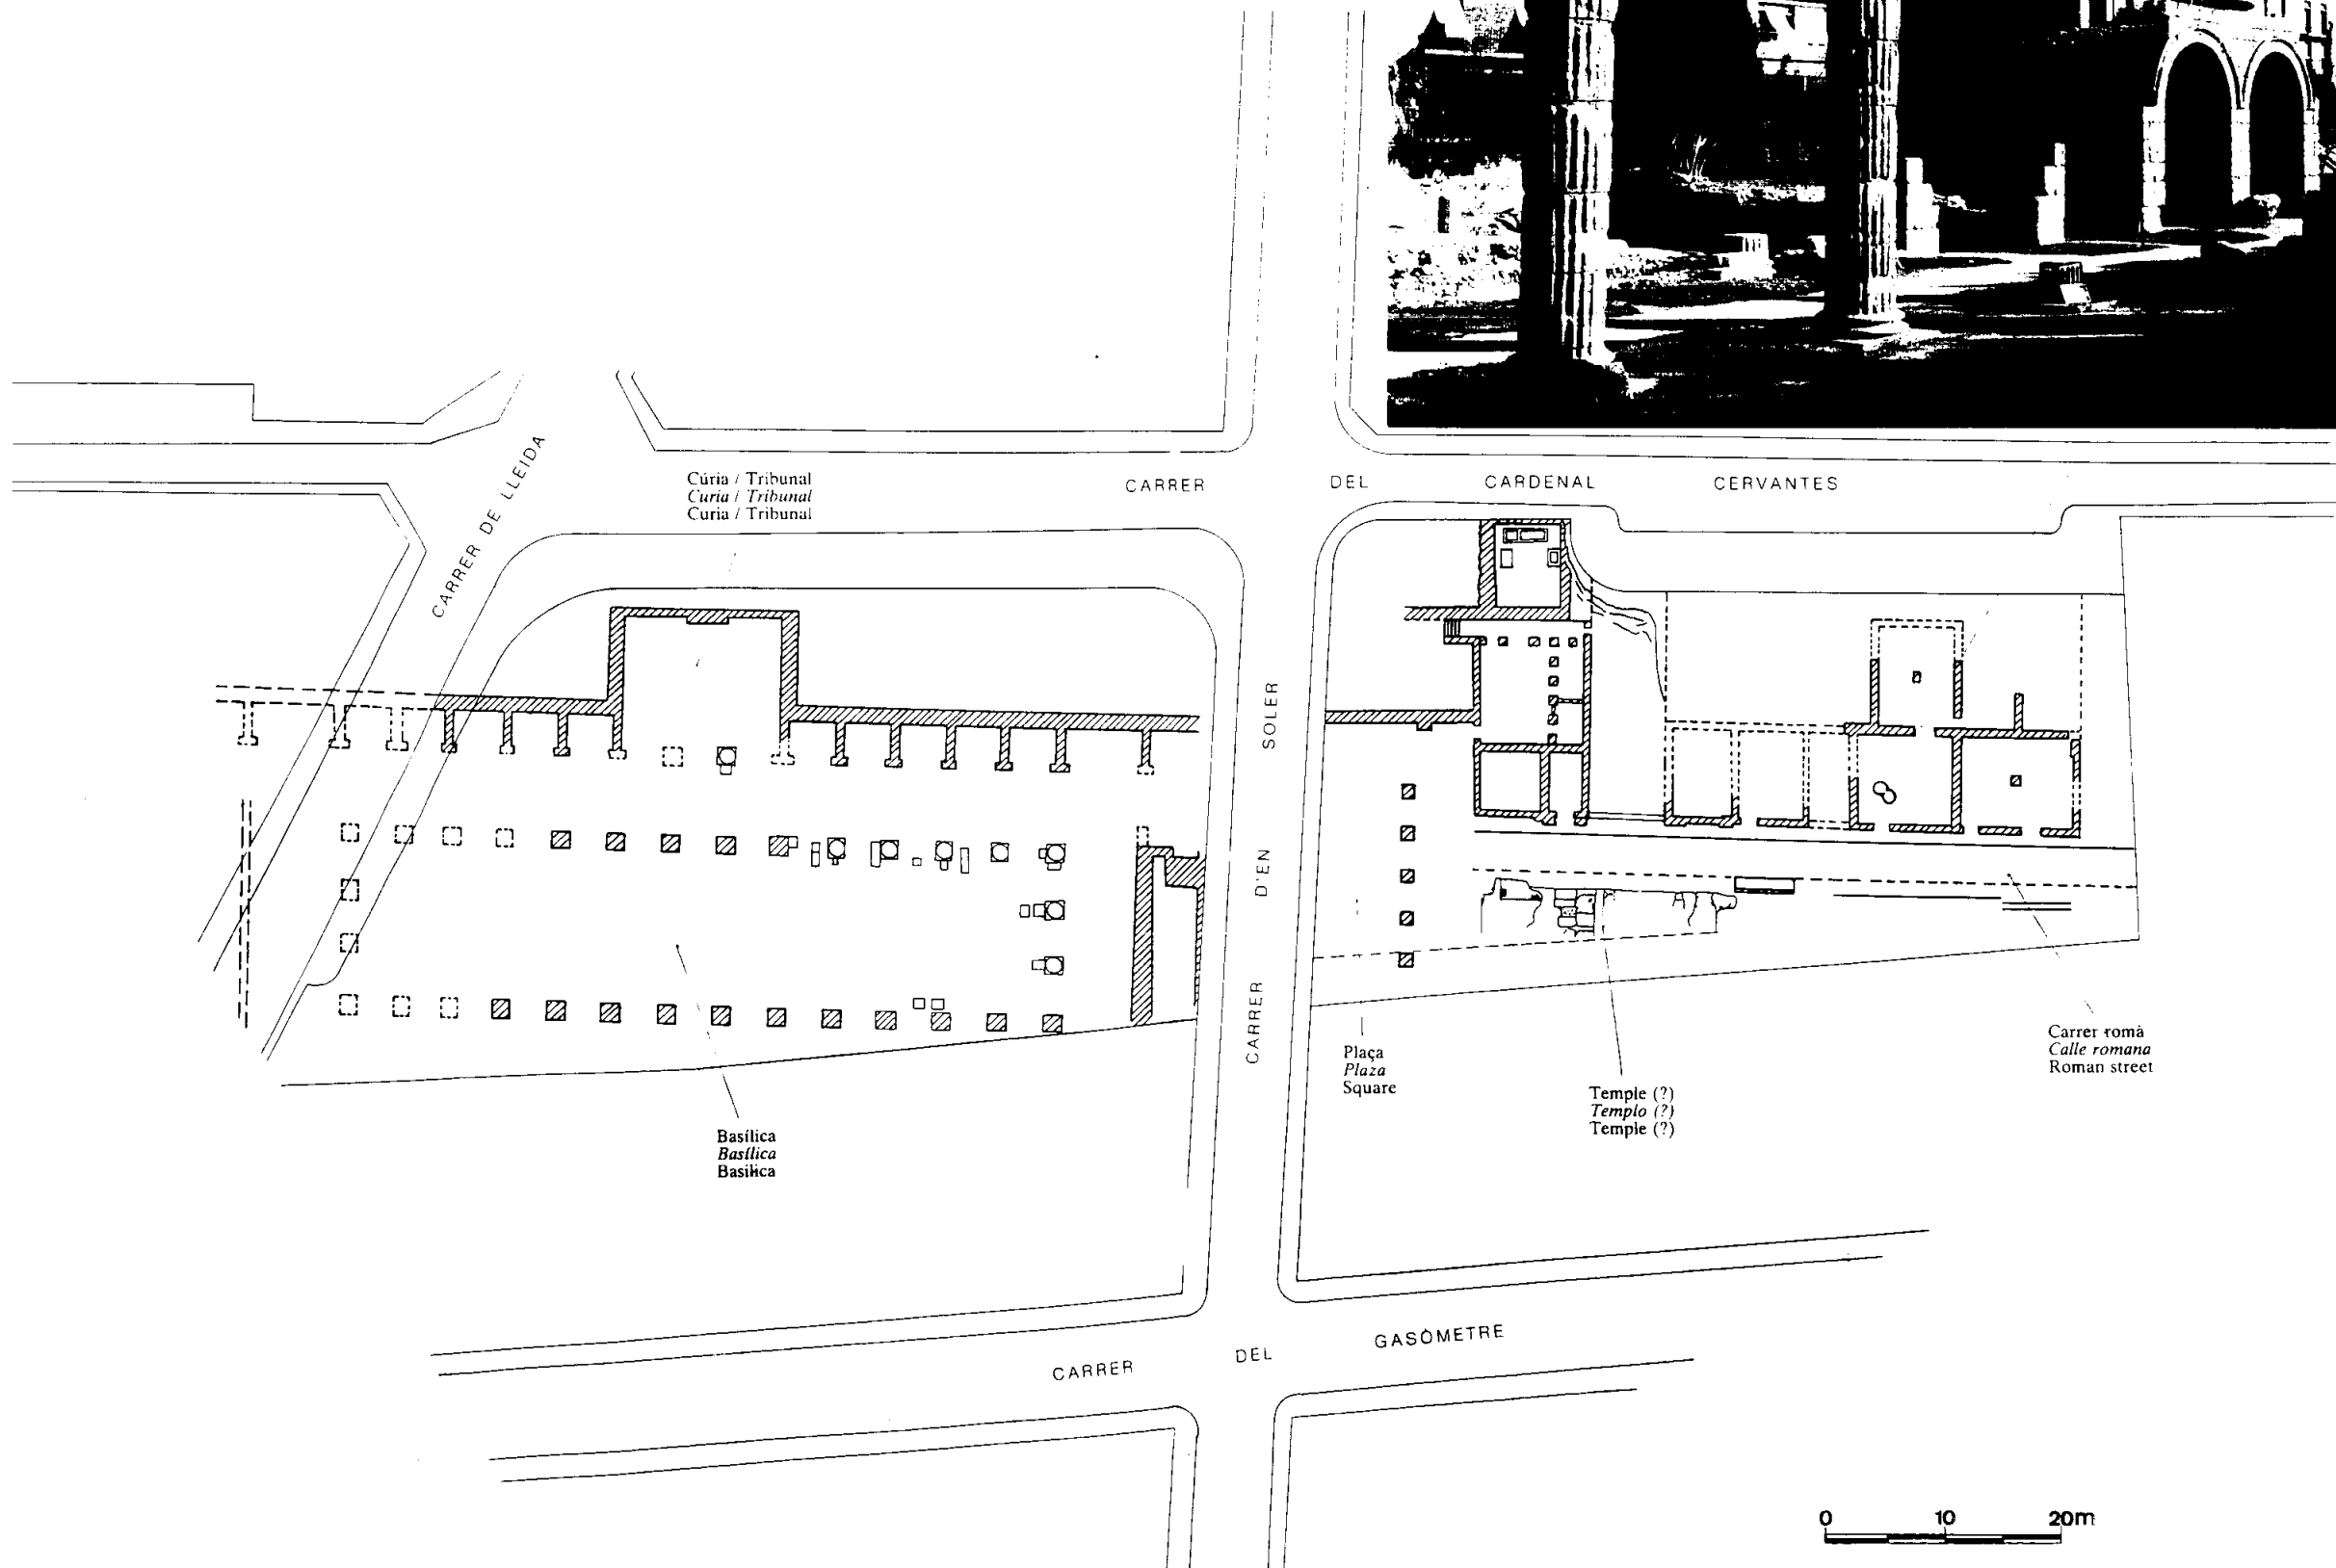 CARRER DE LLEIDA
Cúria / Tribunal
Curia / Tribunal
Curia / Tribunal
CARRER DEL CARDENAL CERVANTES
CARRER D'EN SOLER
Plaça
Plaza
Square
Temple (?)
Templo (?)
Temple (?)
Carrer romà
Calle romana
Roman street
Basílica
Basílica
Basilica
CARRER DEL GASÒMETRE
0 10 20m